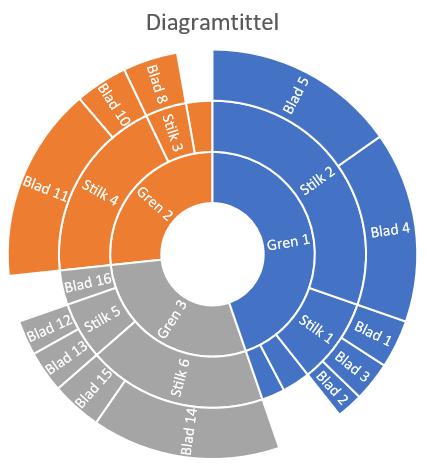 Diagramtittel
Gren 1
Stilk 2
Blad 5
Blad 4
Stilk 1
Blad 1
Blad 3
Blad 2
Gren 3
Stilk 6
Blad 14
Blad 15
Stilk 5
Blad 13
Blad 12
Blad 16
Gren 2
Stilk 4
Blad 11
Blad 10
Stilk 3
Blad 8